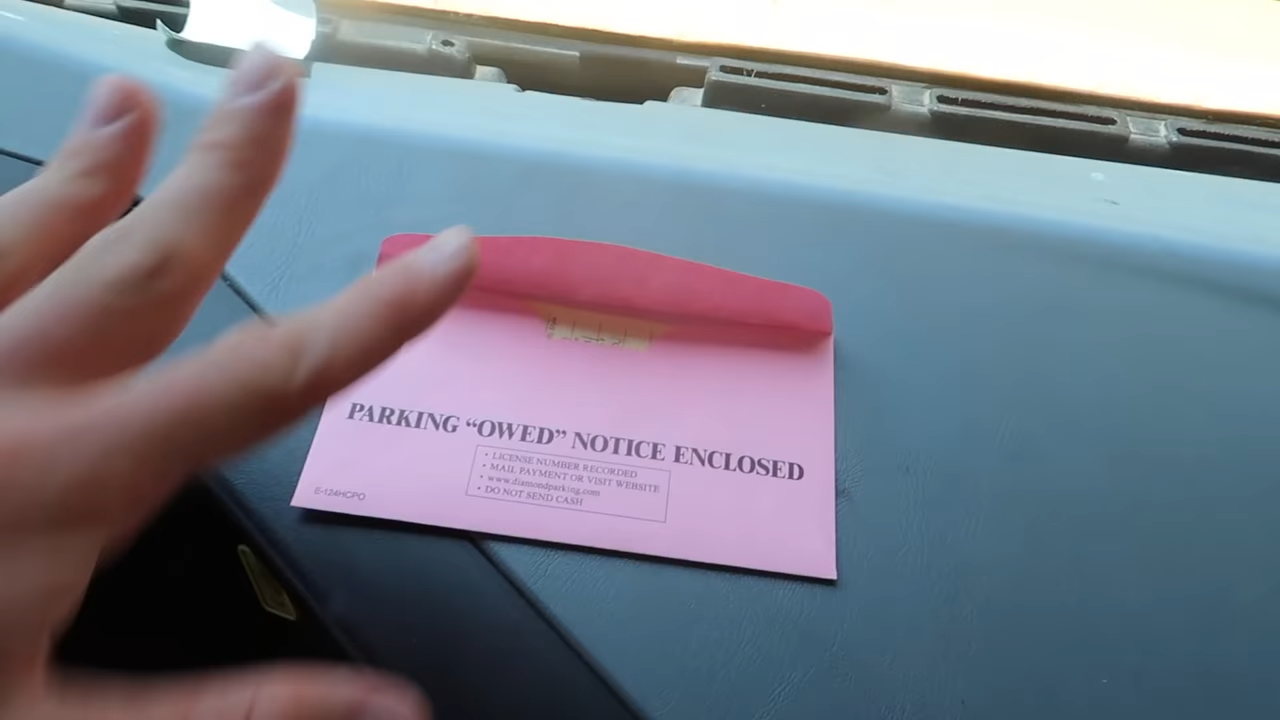 PARKING “OWED” NOTICE ENCLOSED
• LICENSE NUMBER RECORDED
• MAIL PAYMENT OR VISIT WEBSITE
• www.diamondparking.com
• DO NOT SEND CASH
E-124HCPO